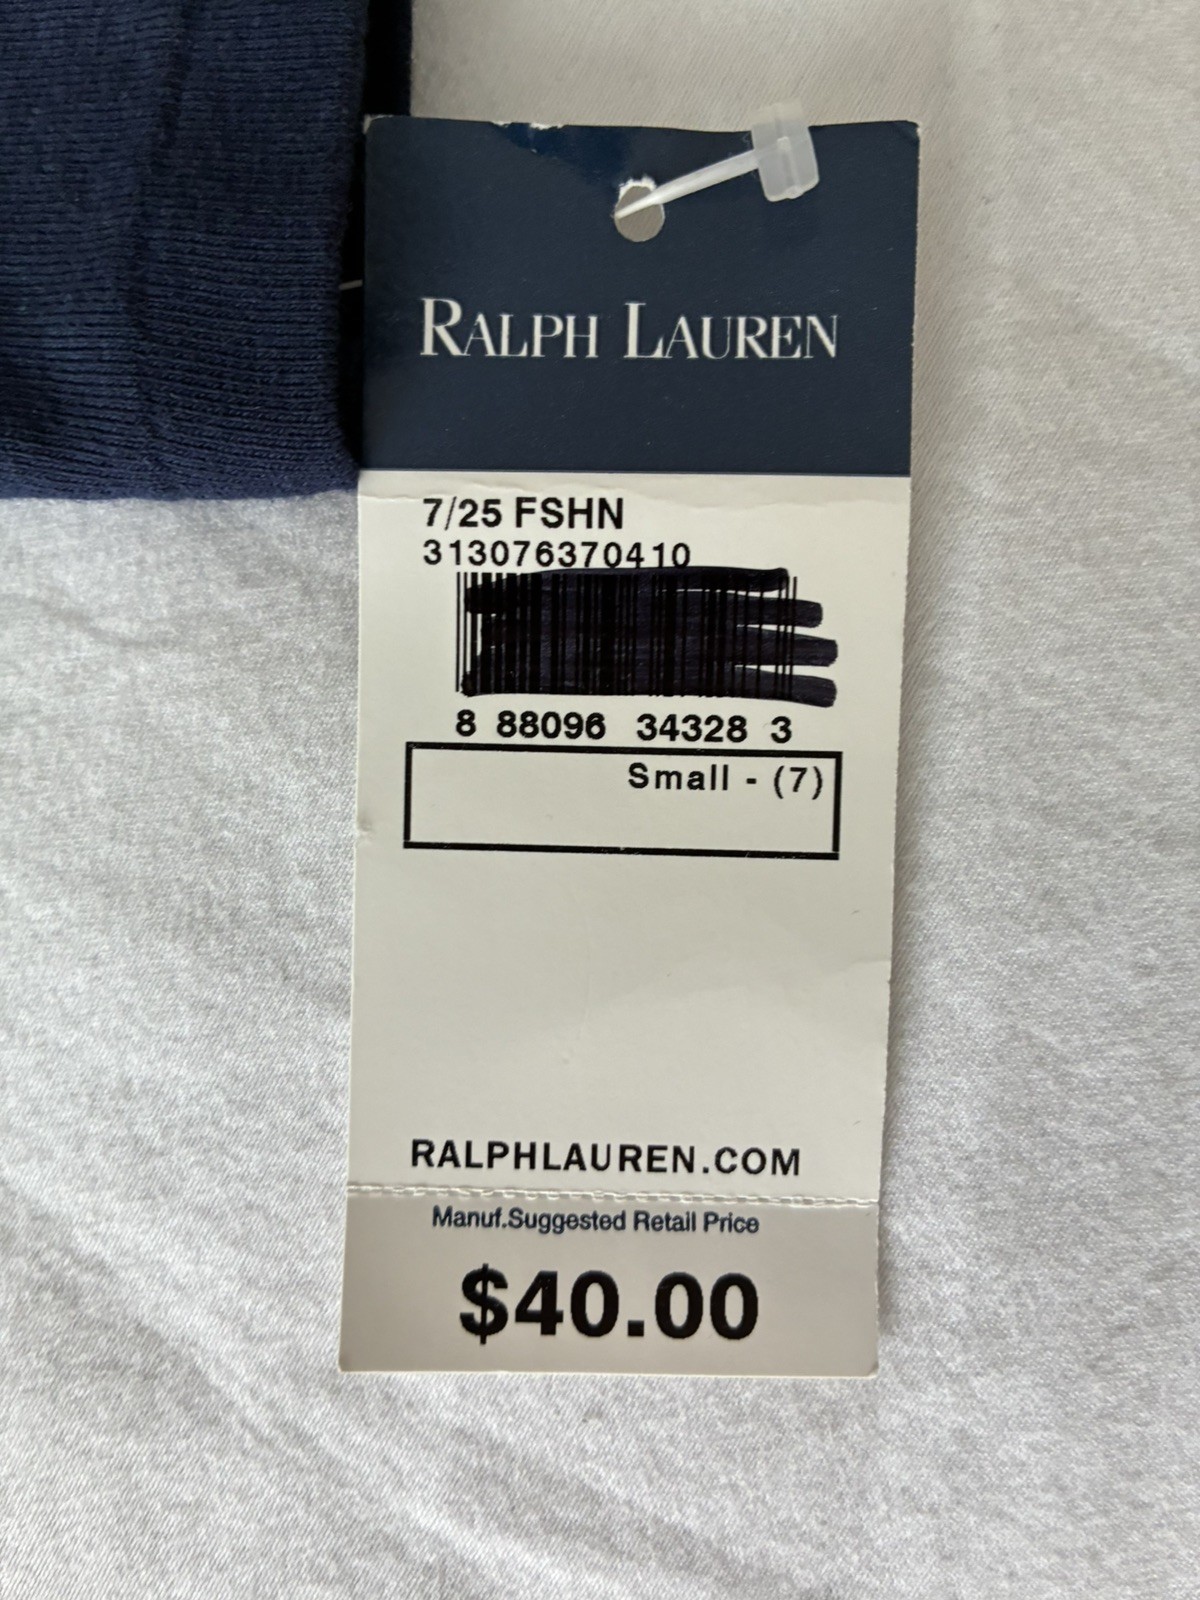 RALPH LAUREN
7/25 FSHN
313076370410
8 88096 34328 3
Small - (7)
RALPHLAUREN.COM
Manuf.Suggested Retail Price
$40.00